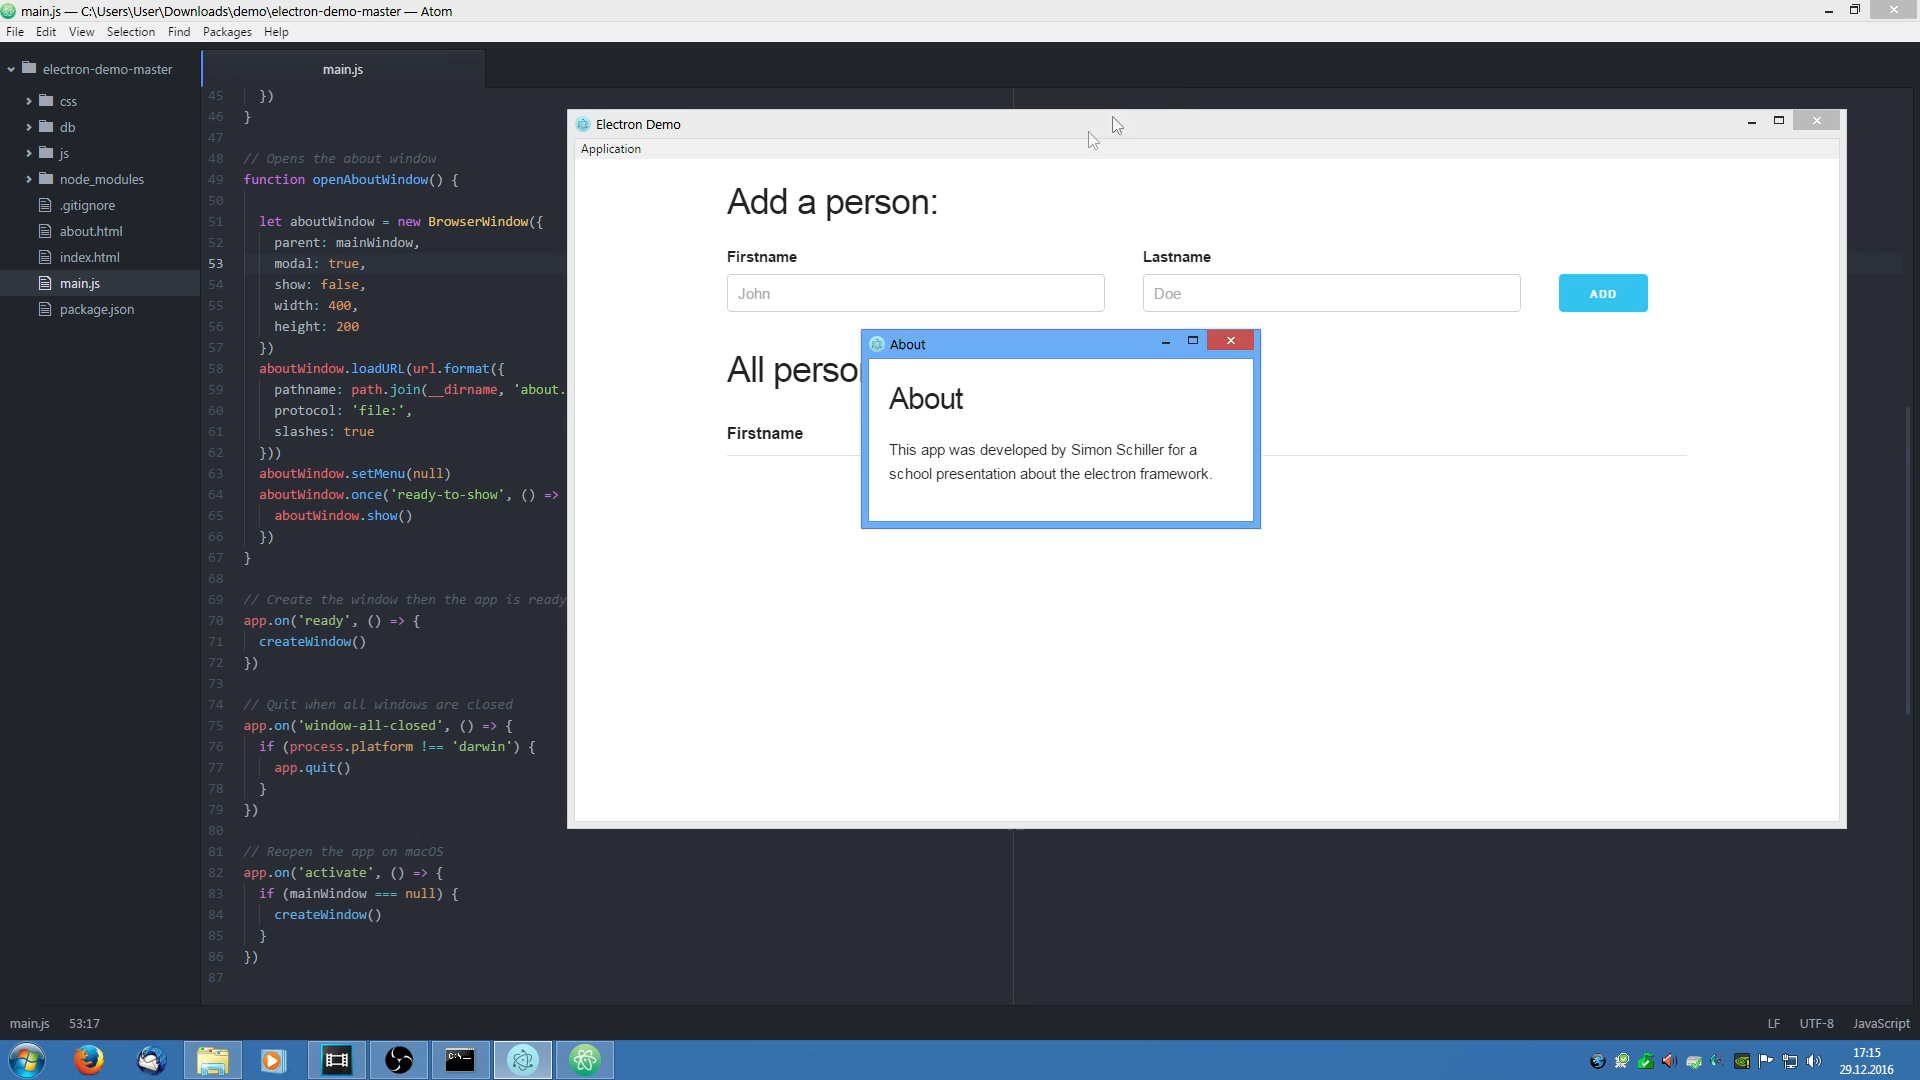 main.js — C:\Users\User\Downloads\demo\electron-demo-master — Atom
File Edit View Selection Find Packages Help
electron-demo-master
css
db
js
node_modules
.gitignore
about.html
index.html
main.js
package.json
main.js
45 })
46 }
47
48 // Opens the about window
49 function openAboutWindow() {
50
51 let aboutWindow = new BrowserWindow({
52 parent: mainWindow,
53 modal: true,
54 show: false,
55 width: 400,
56 height: 200
57 })
58 aboutWindow.loadURL(url.format({
59 pathname: path.join(__dirname, 'about.
60 protocol: 'file:',
61 slashes: true
62 }))
63 aboutWindow.setMenu(null)
64 aboutWindow.once('ready-to-show', () =>
65 aboutWindow.show()
66 })
67 }
68
69 // Create the window then the app is ready
70 app.on('ready', () => {
71 createWindow()
72 })
73
74 // Quit when all windows are closed
75 app.on('window-all-closed', () => {
76 if (process.platform !== 'darwin') {
77 app.quit()
78 }
79 })
80
81 // Reopen the app on macOS
82 app.on('activate', () => {
83 if (mainWindow === null) {
84 createWindow()
85 }
86 })
87
Electron Demo
Application
Add a person:
Firstname Lastname
John Doe ADD
All perso
Firstname
About
About
This app was developed by Simon Schiller for a
school presentation about the electron framework.
main.js 53:17 LF UTF-8 JavaScript
C:\_
17:15
29.12.2016